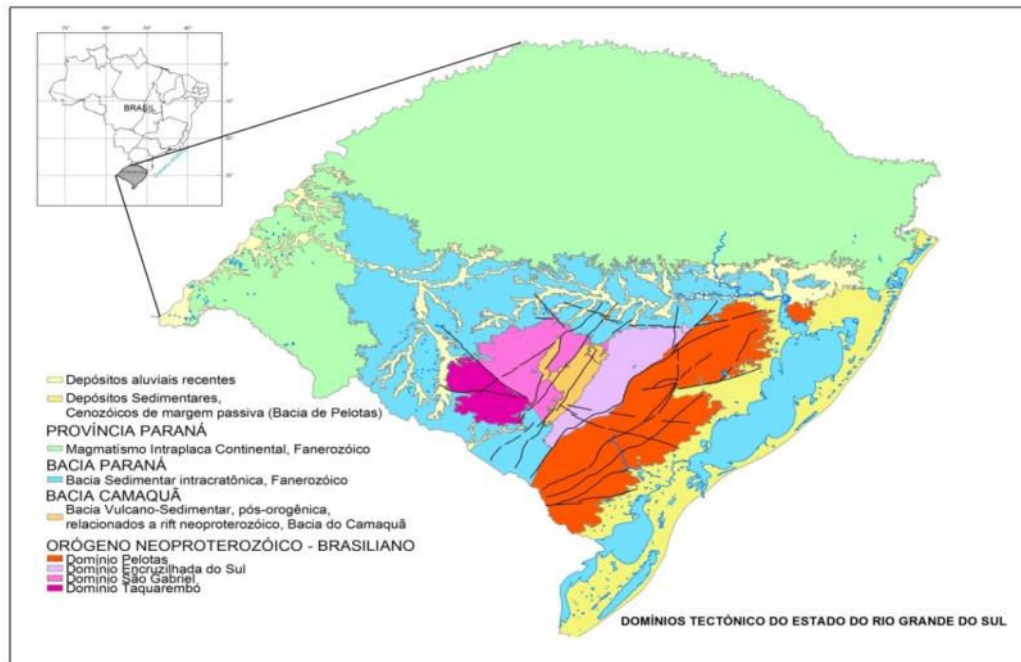 BRASIL
Depósitos aluviais recentes
Depósitos Sedimentares,
Cenozóicos de margem passiva (Bacia de Pelotas)
PROVÍNCIA PARANÁ
Magmatísmo Intraplaca Continental, Fanerozóico
BACIA PARANÁ
Bacia Sedimentar intracratônica, Fanerozóico
BACIA CAMAQUÃ
Bacia Vulcano-Sedimentar, pós-orogênica,
relacionados a rift neoproterozóico, Bacia do Camaquã
ORÓGENO NEOPROTEROZÓICO - BRASILIANO
Domínio Pelotas
Domínio Encruzilhada do Sul
Domínio São Gabriel
Domínio Taquarembó
DOMÍNIOS TECTÓNICO DO ESTADO DO RIO GRANDE DO SUL